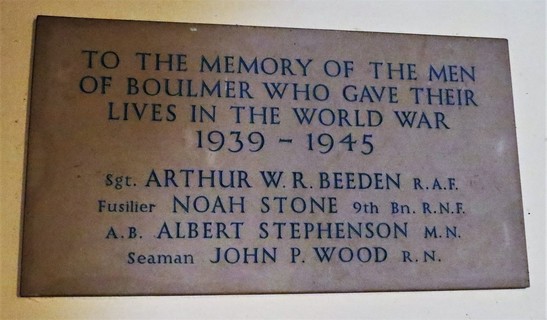 TO THE MEMORY OF THE MEN
OF BOULMER WHO GAVE THEIR
LIVES IN THE WORLD WAR
1939 – 1945
Sgt. ARTHUR W. R. BEEDEN R.A.F.
Fusilier NOAH STONE 9th Bn. R.N.F.
A.B. ALBERT STEPHENSON M.N.
Seaman JOHN P. WOOD R.N.